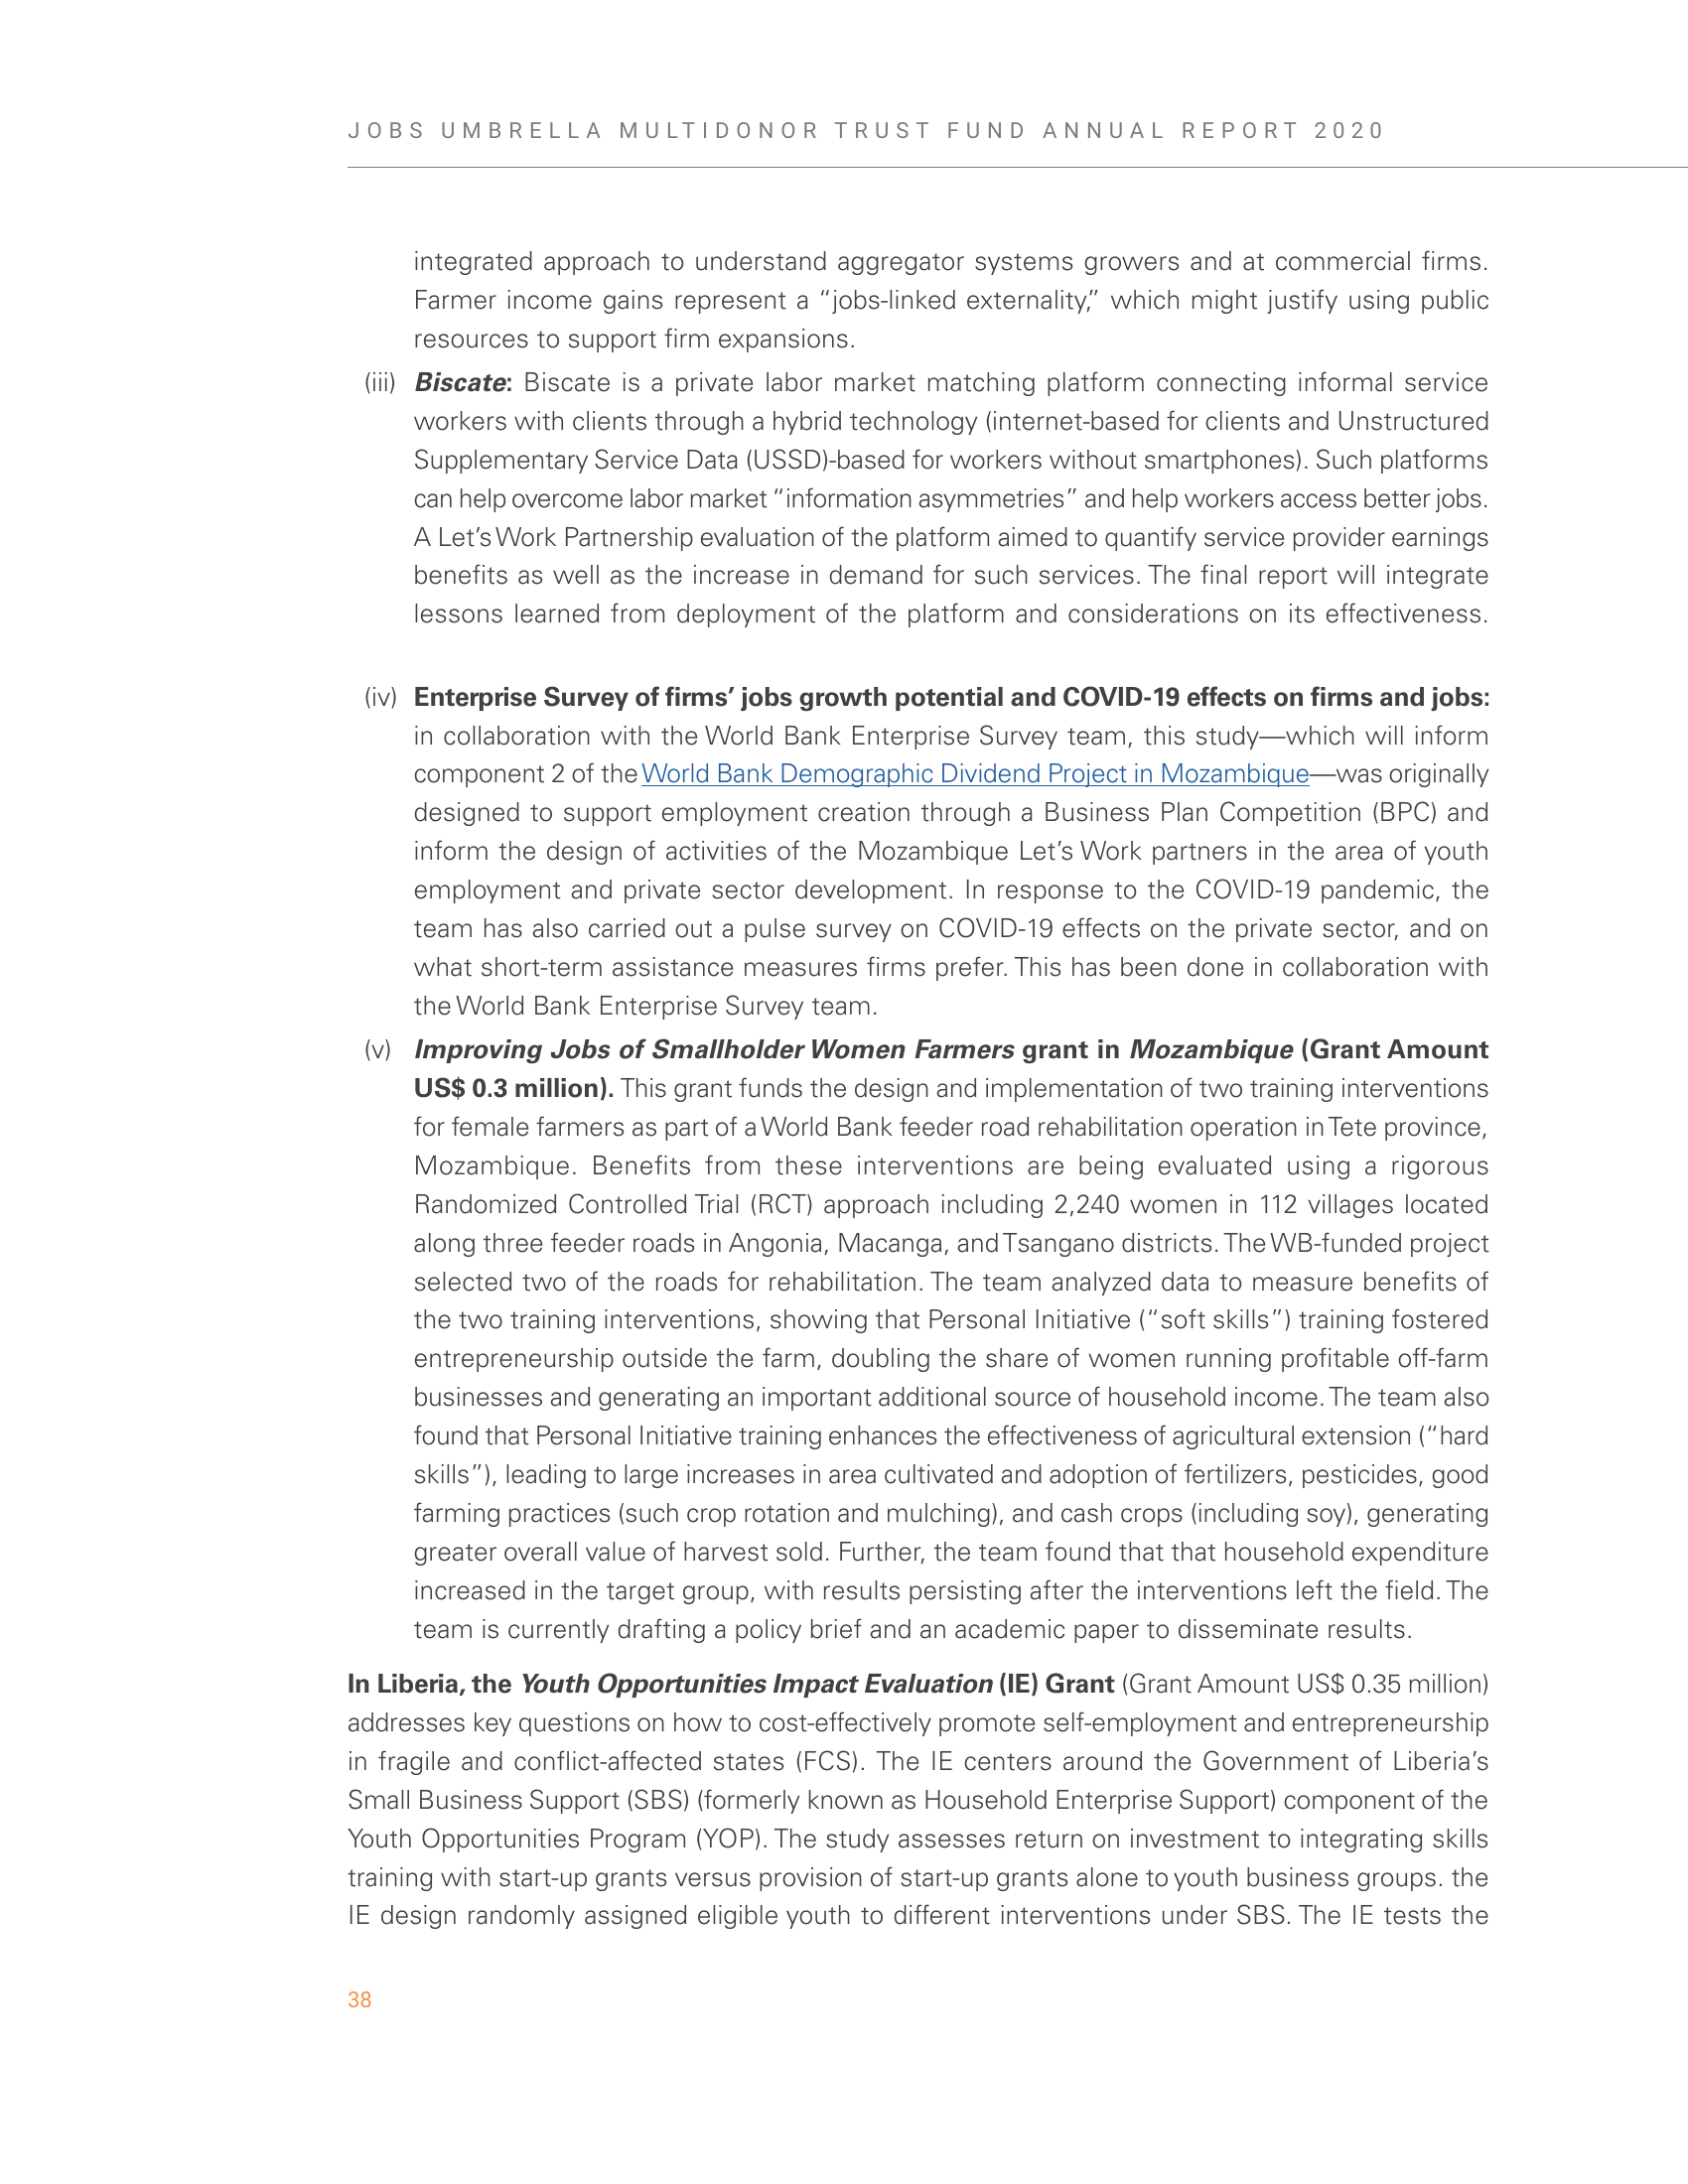 JOBS UMBRELLA MULTIDONOR TRUST FUND ANNUAL REPORT 2020
integrated approach to understand aggregator systems growers and at commercial firms.
Farmer income gains represent a “jobs-linked externality,” which might justify using public
resources to support firm expansions.
(iii) Biscate: Biscate is a private labor market matching platform connecting informal service
workers with clients through a hybrid technology (internet-based for clients and Unstructured
Supplementary Service Data (USSD)-based for workers without smartphones). Such platforms
can help overcome labor market “information asymmetries” and help workers access better jobs.
A Let’s Work Partnership evaluation of the platform aimed to quantify service provider earnings
benefits as well as the increase in demand for such services. The final report will integrate
lessons learned from deployment of the platform and considerations on its effectiveness.
(iv) Enterprise Survey of firms’ jobs growth potential and COVID-19 effects on firms and jobs:
in collaboration with the World Bank Enterprise Survey team, this study—which will inform
component 2 of the World Bank Demographic Dividend Project in Mozambique—was originally
designed to support employment creation through a Business Plan Competition (BPC) and
inform the design of activities of the Mozambique Let’s Work partners in the area of youth
employment and private sector development. In response to the COVID-19 pandemic, the
team has also carried out a pulse survey on COVID-19 effects on the private sector, and on
what short-term assistance measures firms prefer. This has been done in collaboration with
the World Bank Enterprise Survey team.
(v) Improving Jobs of Smallholder Women Farmers grant in Mozambique (Grant Amount
US$ 0.3 million). This grant funds the design and implementation of two training interventions
for female farmers as part of a World Bank feeder road rehabilitation operation in Tete province,
Mozambique. Benefits from these interventions are being evaluated using a rigorous
Randomized Controlled Trial (RCT) approach including 2,240 women in 112 villages located
along three feeder roads in Angonia, Macanga, and Tsangano districts. The WB-funded project
selected two of the roads for rehabilitation. The team analyzed data to measure benefits of
the two training interventions, showing that Personal Initiative (“soft skills”) training fostered
entrepreneurship outside the farm, doubling the share of women running profitable off-farm
businesses and generating an important additional source of household income. The team also
found that Personal Initiative training enhances the effectiveness of agricultural extension (“hard
skills”), leading to large increases in area cultivated and adoption of fertilizers, pesticides, good
farming practices (such crop rotation and mulching), and cash crops (including soy), generating
greater overall value of harvest sold. Further, the team found that that household expenditure
increased in the target group, with results persisting after the interventions left the field. The
team is currently drafting a policy brief and an academic paper to disseminate results.
In Liberia, the Youth Opportunities Impact Evaluation (IE) Grant (Grant Amount US$ 0.35 million)
addresses key questions on how to cost-effectively promote self-employment and entrepreneurship
in fragile and conflict-affected states (FCS). The IE centers around the Government of Liberia’s
Small Business Support (SBS) (formerly known as Household Enterprise Support) component of the
Youth Opportunities Program (YOP). The study assesses return on investment to integrating skills
training with start-up grants versus provision of start-up grants alone to youth business groups. the
IE design randomly assigned eligible youth to different interventions under SBS. The IE tests the
38